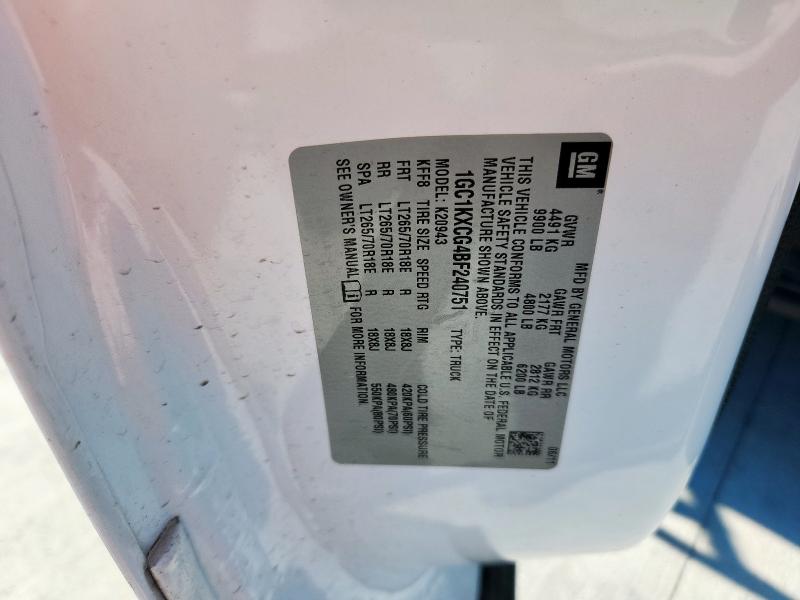 GM®
MFD BY GENERAL MOTORS LLC 06/11
GVWR GAWR FRT GAWR RR
4491 KG 2177 KG 2812 KG
9900 LB 4800 LB 6200 LB
THIS VEHICLE CONFORMS TO ALL APPLICABLE U.S. FEDERAL MOTOR
VEHICLE SAFETY STANDARDS IN EFFECT ON THE DATE OF
MANUFACTURE SHOWN ABOVE.
1GC1KXCG4BF240751 TYPE: TRUCK
MODEL: K20943
KFF8 TIRE SIZE SPEED RTG RIM COLD TIRE PRESSURE
FRT LT265/70R18E R 18X8J 420KPA(60PSI)
RR LT265/70R18E R 18X8J 480KPA(70PSI)
SPA LT265/70R18E R 18X8J 550KPA(80PSI)
SEE OWNER'S MANUAL FOR MORE INFORMATION.